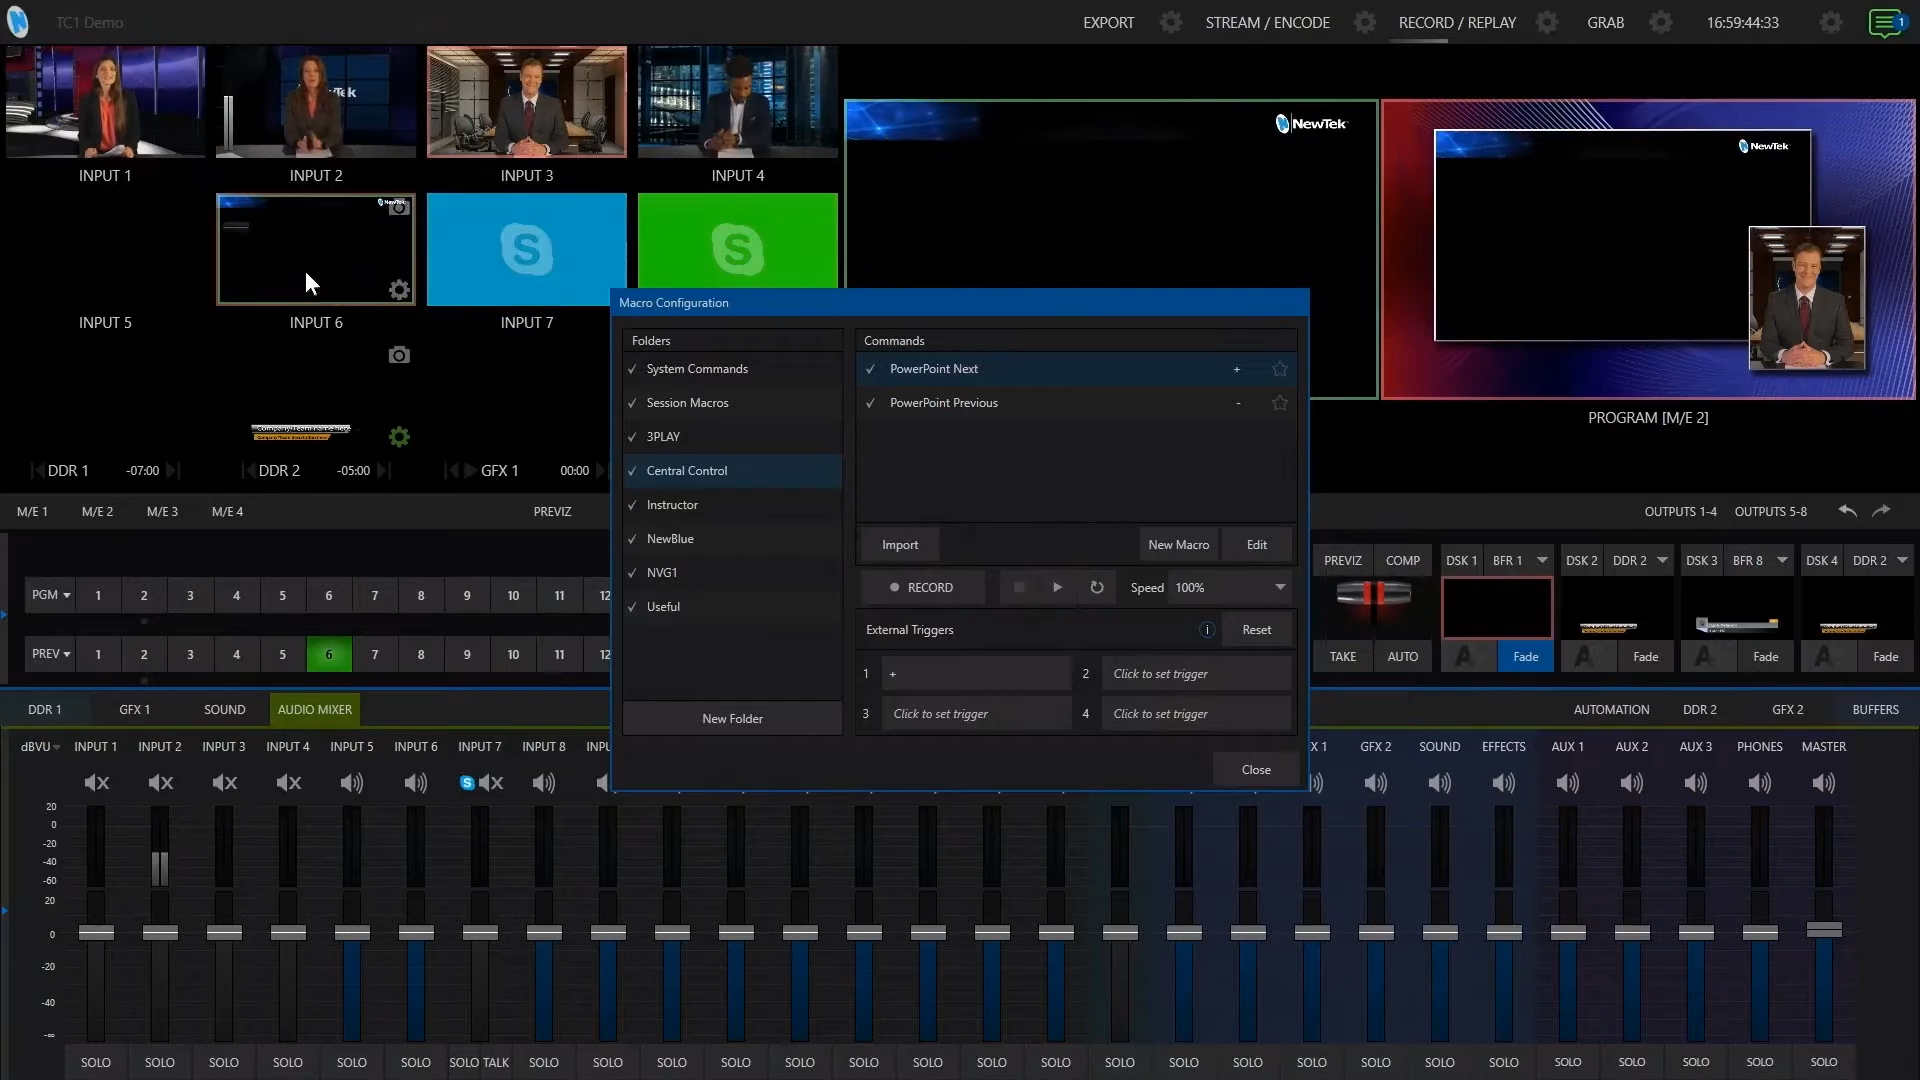 TC1 Demo
EXPORT STREAM / ENCODE RECORD / REPLAY GRAB 16:59:44:33 1
NewTek
NewTek
INPUT 1 INPUT 2 INPUT 3 INPUT 4
NewTek
S S
INPUT 5 INPUT 6 INPUT 7
PROGRAM [M/E 2]
Company/Team name here
DDR 1 -07:00 DDR 2 -05:00 GFX 1 00:00
Macro Configuration
Folders
System Commands
Session Macros
3PLAY
Central Control
Instructor
NewBlue
NVG1
Useful
New Folder
Commands
PowerPoint Next +
PowerPoint Previous -
Import New Macro Edit
RECORD Speed 100%
External Triggers i Reset
1 + 2 Click to set trigger
3 Click to set trigger 4 Click to set trigger
Close
M/E 1 M/E 2 M/E 3 M/E 4 PREVIZ OUTPUTS 1-4 OUTPUTS 5-8
PREVIZ COMP DSK 1 BFR 1 DSK 2 DDR 2 DSK 3 BFR 8 DSK 4 DDR 2
PGM 1 2 3 4 5 6 7 8 9 10 11 12
PREV 1 2 3 4 5 6 7 8 9 10 11 12
TAKE AUTO A Fade A Fade A Fade A Fade
DDR 1 GFX 1 SOUND AUDIO MIXER AUTOMATION DDR 2 GFX 2 BUFFERS
dBVU INPUT 1 INPUT 2 INPUT 3 INPUT 4 INPUT 5 INPUT 6 INPUT 7 INPUT 8 INPU X 1 GFX 2 SOUND EFFECTS AUX 1 AUX 2 AUX 3 PHONES MASTER
S
20
0
-20
-40
-60
20
0
-20
-40
-∞
SOLO SOLO SOLO SOLO SOLO SOLO SOLO TALK SOLO SOLO SOLO SOLO SOLO SOLO SOLO SOLO SOLO SOLO SOLO SOLO SOLO SOLO SOLO SOLO SOLO SOLO SOLO SOLO SOLO